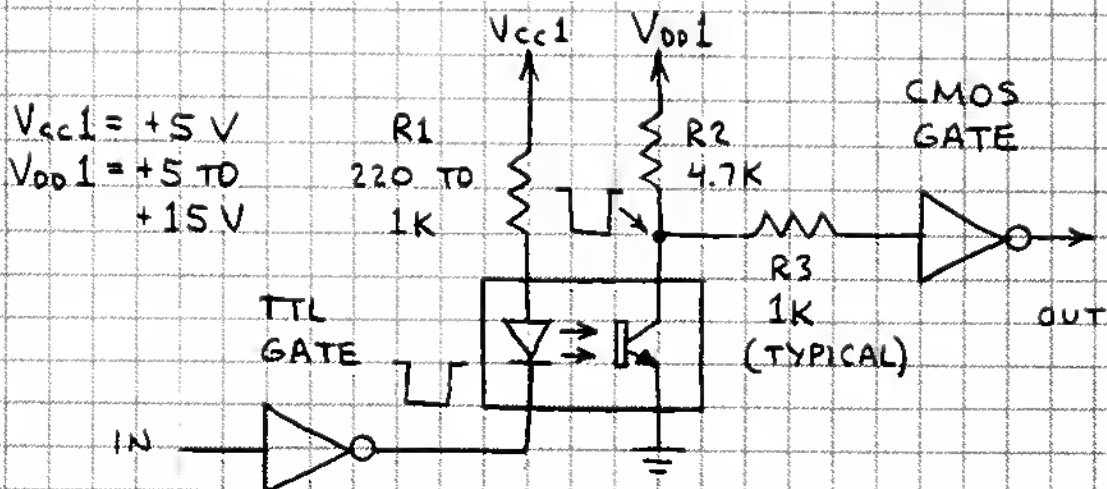 Vcc1
VDD1
Vcc1 = +5 V
VDD1 = +5 TO
+15 V
R1
220 TO
1K
R2
4.7K
CMOS
GATE
R3
1K
(TYPICAL)
OUT
TTL
GATE
IN